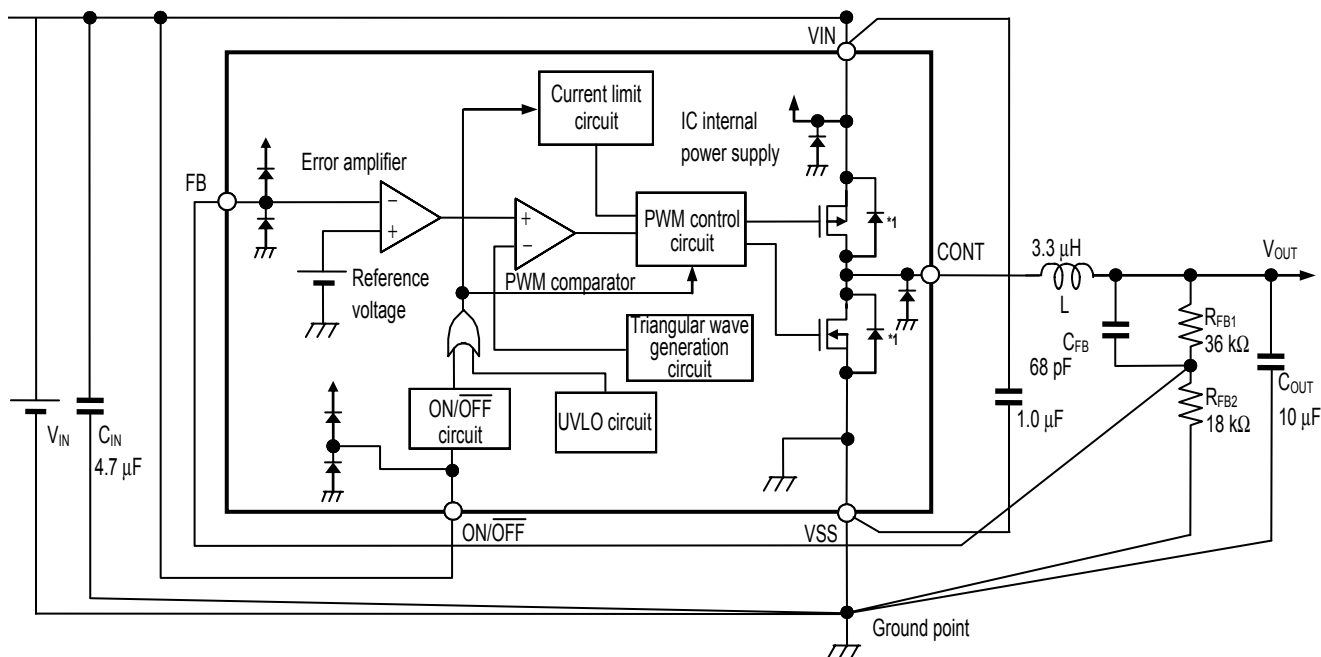 VIN
Current limit
circuit
IC internal
power supply
Error amplifier
FB
−
+
+
−
PWM control
circuit
*1
CONT
3.3 μH
L
VOUT
Reference
voltage
PWM comparator
Triangular wave
generation
circuit
*1
CFB
68 pF
RFB1
36 kΩ
RFB2
18 kΩ
COUT
10 μF
1.0 μF
VIN
CIN
4.7 μF
ON/OFF
circuit
UVLO circuit
ON/OFF
VSS
Ground point